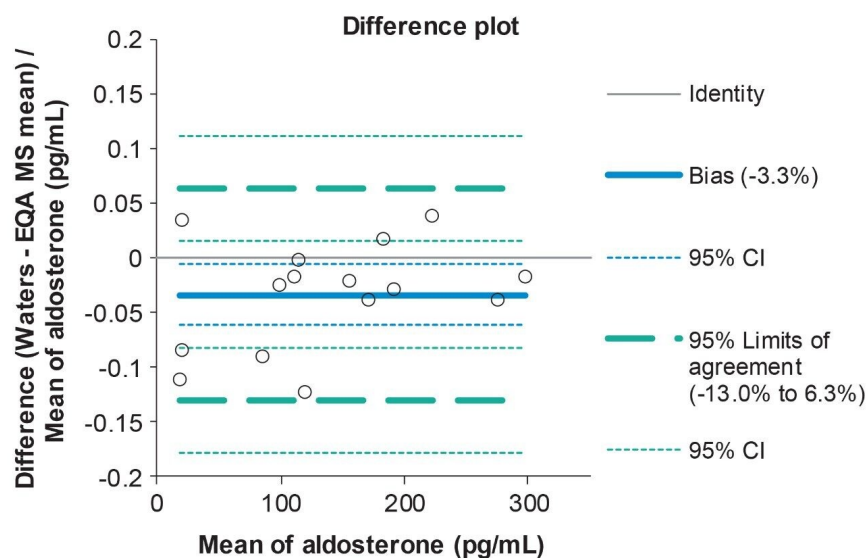 Difference plot
Difference (Waters - EQA MS mean) /
Mean of aldosterone (pg/mL)
0.2
0.15
0.1
0.05
0
-0.05
-0.1
-0.15
-0.2
0
100
200
300
Mean of aldosterone (pg/mL)
Identity
Bias (-3.3%)
95% CI
95% Limits of
agreement
(-13.0% to 6.3%)
95% CI